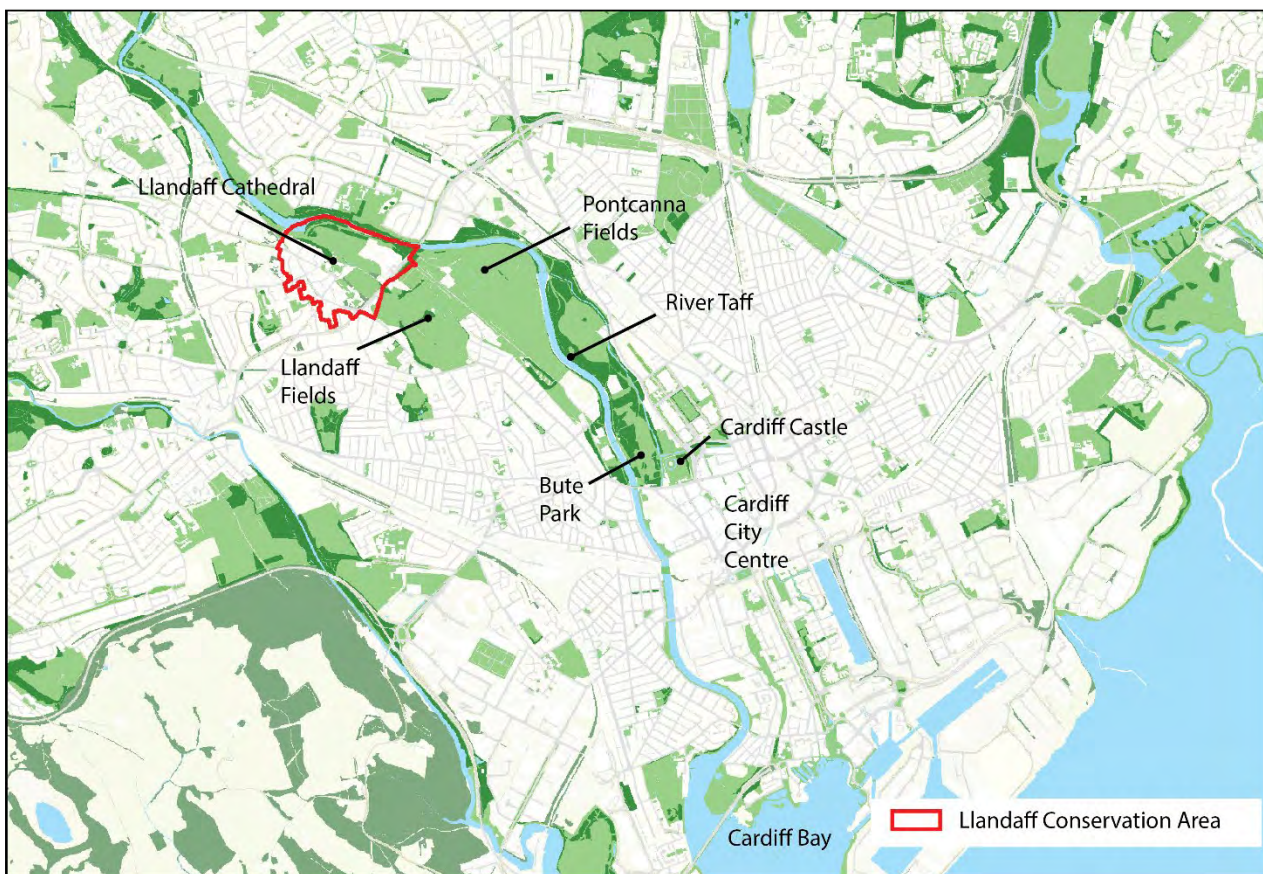 Llandaff Cathedral
Pontcanna
Fields
River Taff
Llandaff
Fields
Cardiff Castle
Bute
Park
Cardiff
City
Centre
Cardiff Bay
Llandaff Conservation Area